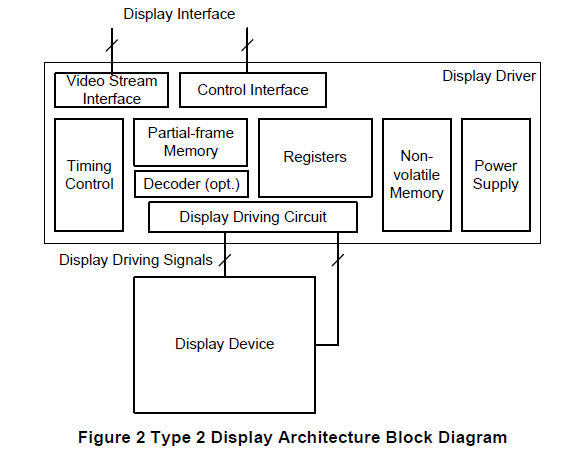 Display Interface
Display Driver
Video Stream
Interface
Control Interface
Timing
Control
Partial-frame
Memory
Decoder (opt.)
Registers
Non-
volatile
Memory
Power
Supply
Display Driving Circuit
Display Driving Signals
Display Device
Figure 2 Type 2 Display Architecture Block Diagram